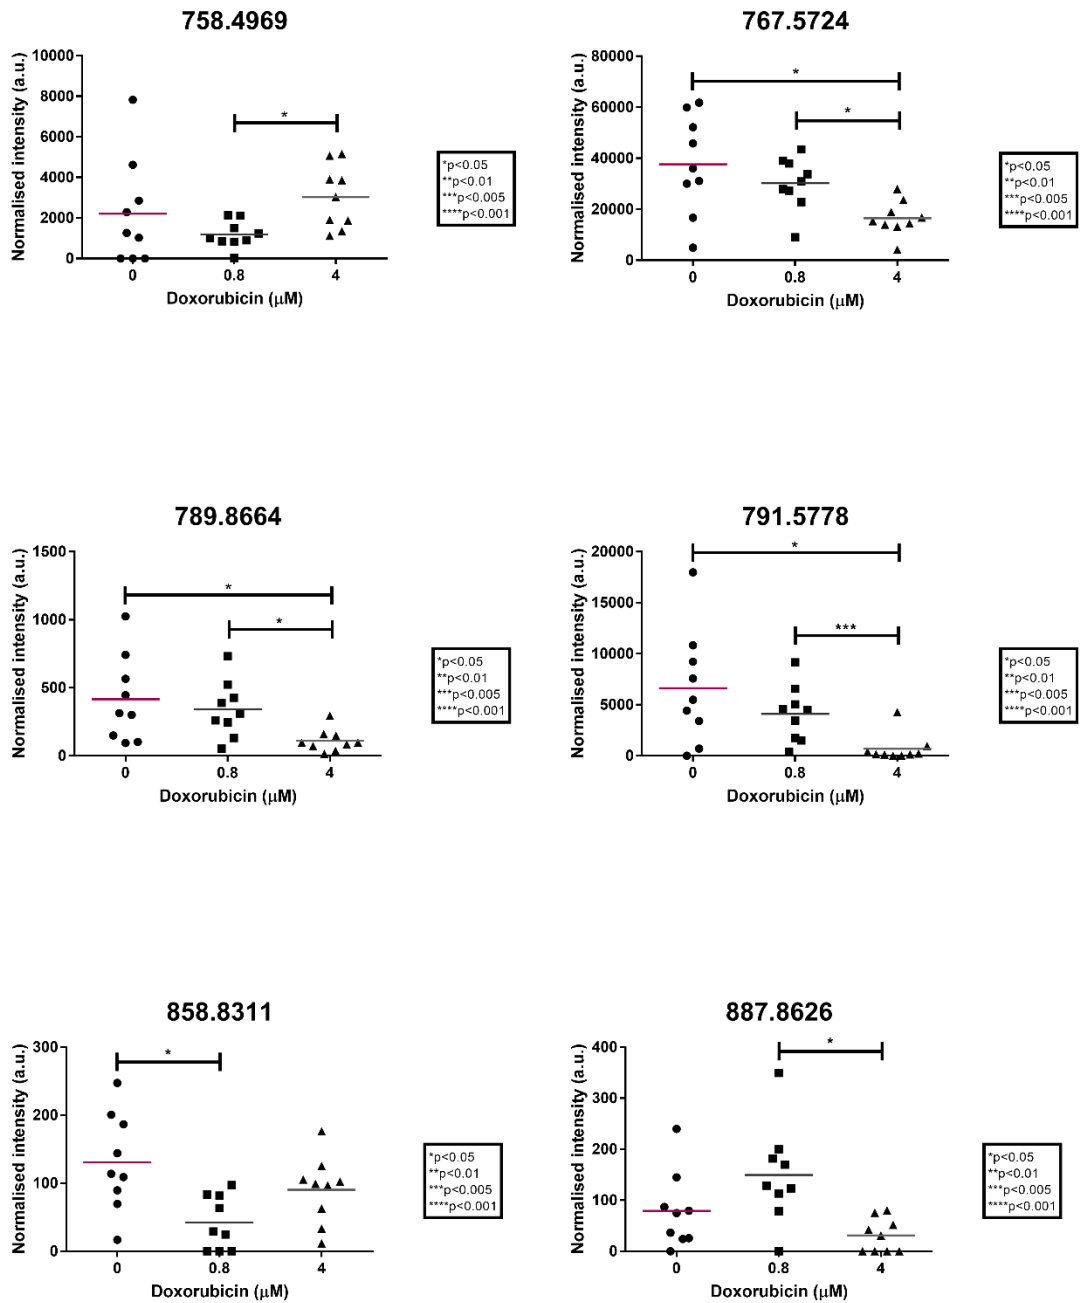 758.4969
Normalised intensity (a.u.)
10000
8000
6000
4000
2000
0
*
0 0.8 4
Doxorubicin (μM)
*p<0.05
**p<0.01
***p<0.005
****p<0.001
767.5724
Normalised intensity (a.u.)
80000
60000
40000
20000
0
*
*
0 0.8 4
Doxorubicin (μM)
*p<0.05
**p<0.01
***p<0.005
****p<0.001
789.8664
Normalised intensity (a.u.)
1500
1000
500
0
*
*
0 0.8 4
Doxorubicin (μM)
*p<0.05
**p<0.01
***p<0.005
****p<0.001
791.5778
Normalised intensity (a.u.)
20000
15000
10000
5000
0
*
***
0 0.8 4
Doxorubicin (μM)
*p<0.05
**p<0.01
***p<0.005
****p<0.001
858.8311
Normalised intensity (a.u.)
300
200
100
0
*
0 0.8 4
Doxorubicin (μM)
*p<0.05
**p<0.01
***p<0.005
****p<0.001
887.8626
Normalised intensity (a.u.)
400
300
200
100
0
*
0 0.8 4
Doxorubicin (μM)
*p<0.05
**p<0.01
***p<0.005
****p<0.001